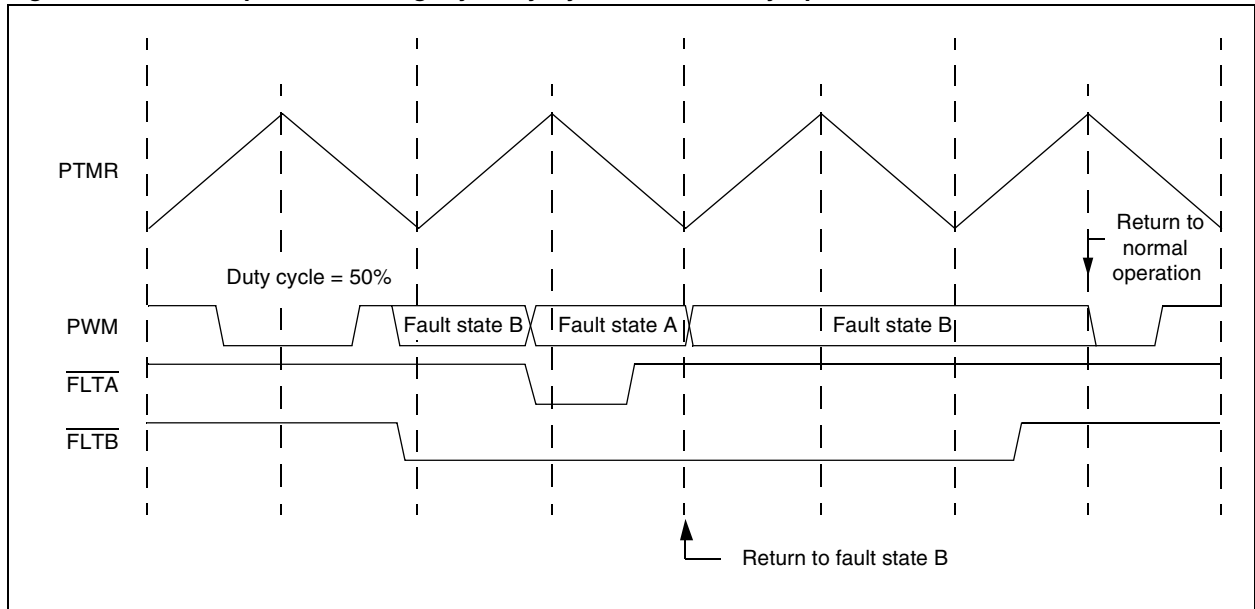 PTMR
Return to
normal
operation
Duty cycle = 50%
PWM
Fault state B
Fault state A
Fault state B
FLTA
FLTB
Return to fault state B